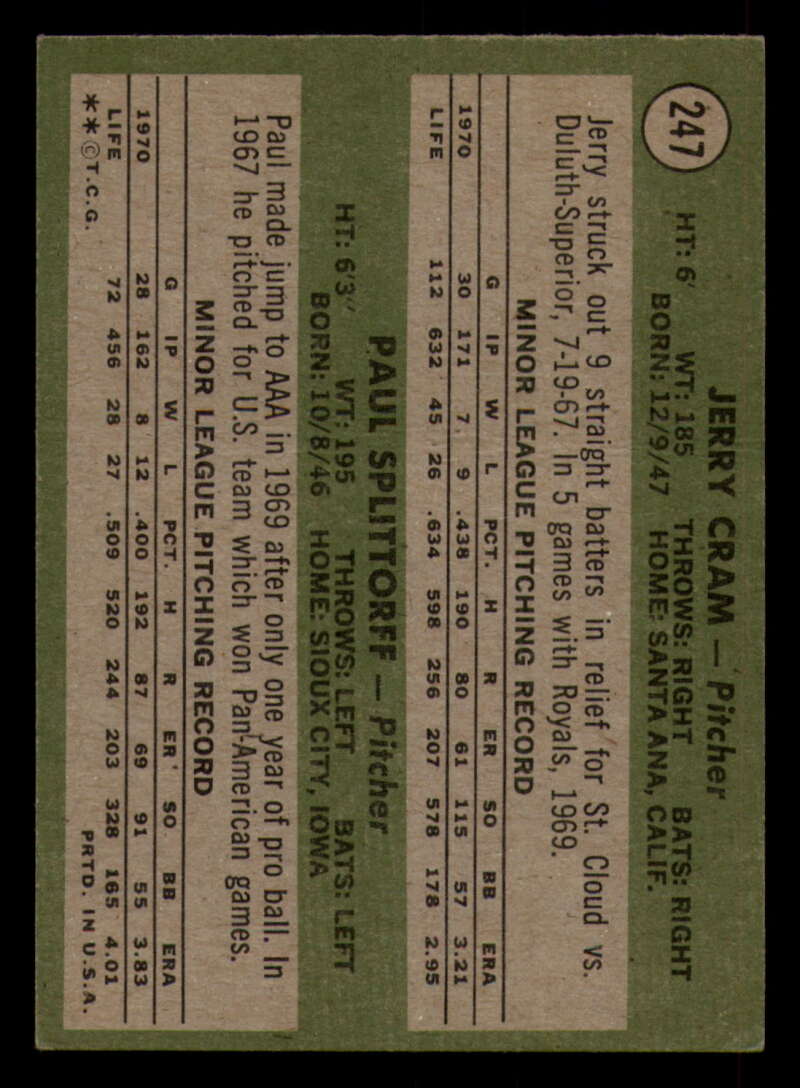 247
JERRY CRAM — Pitcher
HT: 6' WT: 185 THROWS: RIGHT BATS: RIGHT
BORN: 12/9/47 HOME: SANTA ANA, CALIF.
Jerry struck out 9 straight batters in relief for St. Cloud vs.
Duluth-Superior, 7-19-67. In 5 games with Royals, 1969.
MINOR LEAGUE PITCHING RECORD
G IP W L PCT. H R ER SO BB ERA
1970 30 171 7 9 .438 190 80 61 115 57 3.21
LIFE 112 632 45 26 .634 598 256 207 578 178 2.95
PAUL SPLITTORFF — Pitcher
HT: 6'3" WT: 195 THROWS: LEFT BATS: LEFT
BORN: 10/8/46 HOME: SIOUX CITY, IOWA
Paul made jump to AAA in 1969 after only one year of pro ball. In
1967 he pitched for U.S. team which won Pan-American games.
MINOR LEAGUE PITCHING RECORD
G IP W L PCT. H R ER SO BB ERA
1970 28 162 8 12 .400 192 87 69 91 55 3.83
LIFE 72 456 28 27 .509 520 244 203 328 165 4.01
**©T.C.G. PRTD. IN U.S.A.